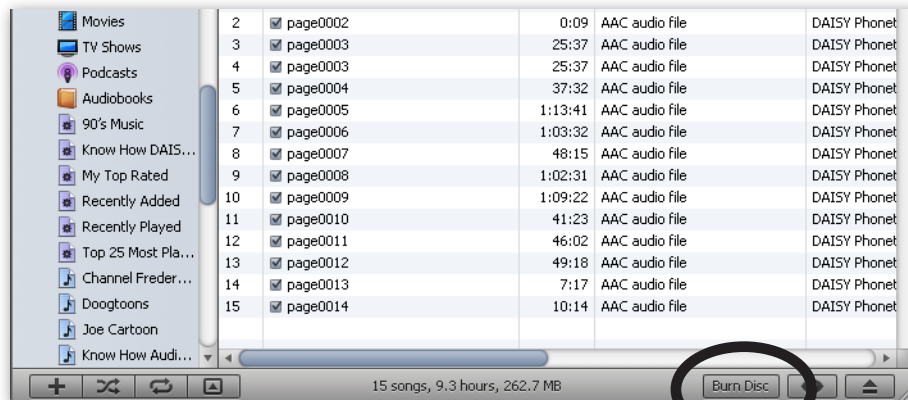 Movies
TV Shows
Podcasts
Audiobooks
90's Music
Know How DAIS...
My Top Rated
Recently Added
Recently Played
Top 25 Most Pla...
Channel Freder...
Doogtoons
Joe Cartoon
Know How Audi...
2 page0002 0:09 AAC audio file DAISY Phonet
3 page0003 25:37 AAC audio file DAISY Phonet
4 page0003 25:37 AAC audio file DAISY Phonet
5 page0004 37:32 AAC audio file DAISY Phonet
6 page0005 1:13:41 AAC audio file DAISY Phonet
7 page0006 1:03:32 AAC audio file DAISY Phonet
8 page0007 48:15 AAC audio file DAISY Phonet
9 page0008 1:02:31 AAC audio file DAISY Phonet
10 page0009 1:09:22 AAC audio file DAISY Phonet
11 page0010 41:23 AAC audio file DAISY Phonet
12 page0011 46:02 AAC audio file DAISY Phonet
13 page0012 49:18 AAC audio file DAISY Phonet
14 page0013 7:17 AAC audio file DAISY Phonet
15 page0014 10:14 AAC audio file DAISY Phonet
15 songs, 9.3 hours, 262.7 MB
Burn Disc